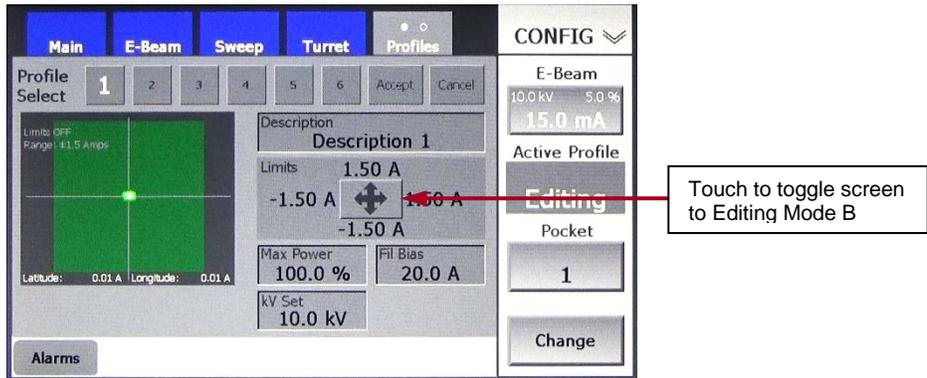 Main E-Beam Sweep Turret Profiles
CONFIG
Profile Select 1 2 3 4 5 6 Accept Cancel
Limits OFF
Range: ±1.5 Amps
Latitude: 0.01 A Longitude: 0.01 A
Description
Description 1
Limits
1.50 A
-1.50 A 1.50 A
-1.50 A
Max Power
100.0 %
Fil Bias
20.0 A
kV Set
10.0 kV
Alarms
E-Beam
10.0 kV 5.0 %
15.0 mA
Active Profile
Editing
Pocket
1
Change
Touch to toggle screen
to Editing Mode B